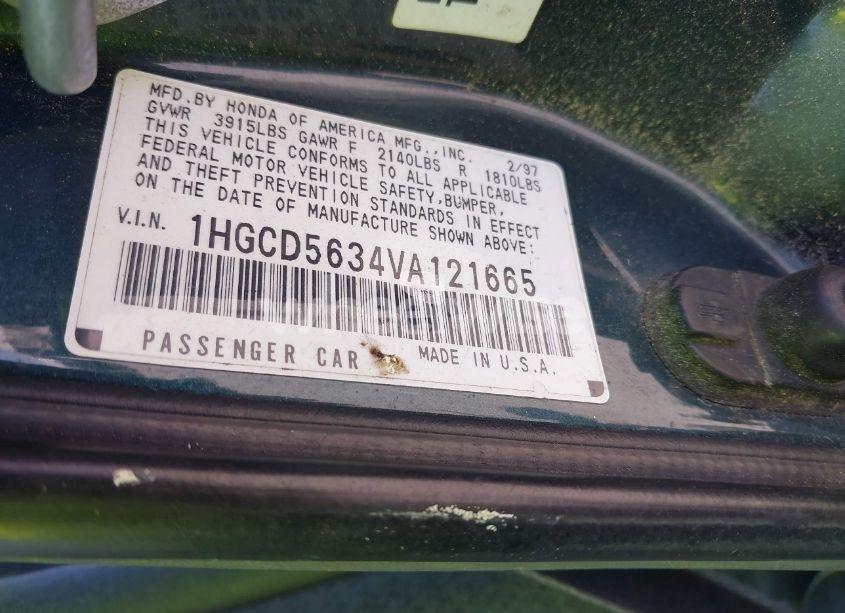 MFD.BY HONDA OF AMERICA MFG.,INC. 2/97
GVWR 3915LBS GAWR F 2140LBS R 1810LBS
THIS VEHICLE CONFORMS TO ALL APPLICABLE
FEDERAL MOTOR VEHICLE SAFETY,BUMPER,
AND THEFT PREVENTION STANDARDS IN EFFECT
ON THE DATE OF MANUFACTURE SHOWN ABOVE:
V.I.N. 1HGCD5634VA121665
PASSENGER CAR MADE IN U.S.A.